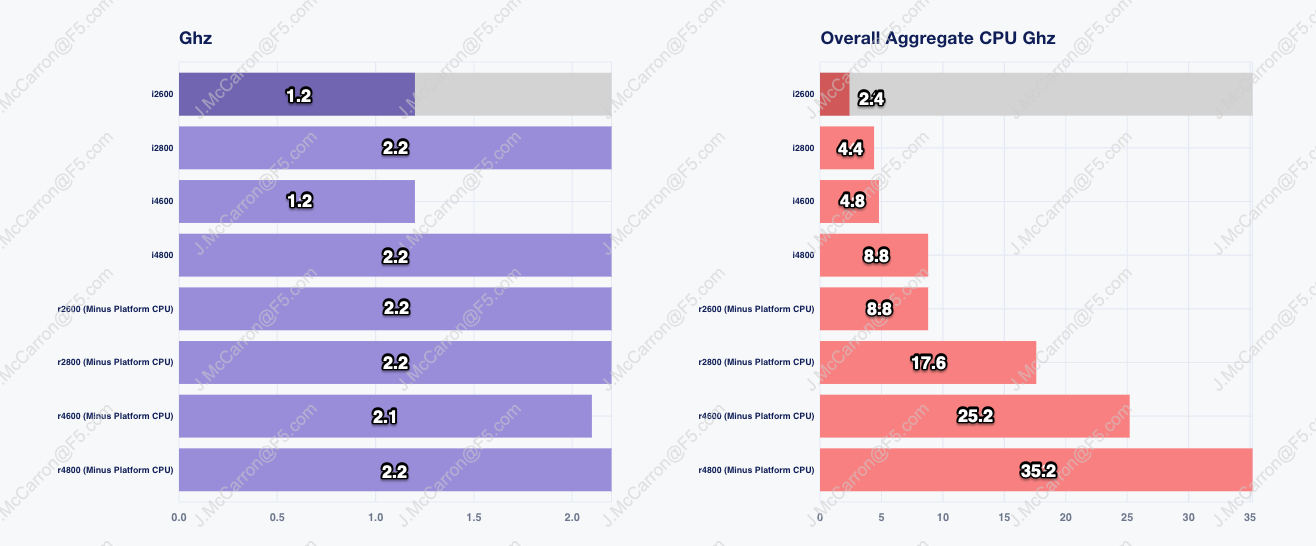 Ghz
i2600
1.2
i2800
2.2
i4600
1.2
i4800
2.2
r2600 (Minus Platform CPU)
2.2
r2800 (Minus Platform CPU)
2.2
r4600 (Minus Platform CPU)
2.1
r4800 (Minus Platform CPU)
2.2
0.0 0.5 1.0 1.5 2.0
Overall Aggregate CPU Ghz
i2600
2.4
i2800
4.4
i4600
4.8
i4800
8.8
r2600 (Minus Platform CPU)
8.8
r2800 (Minus Platform CPU)
17.6
r4600 (Minus Platform CPU)
25.2
r4800 (Minus Platform CPU)
35.2
0 5 10 15 20 25 30 35
J.McCarron@F5.com